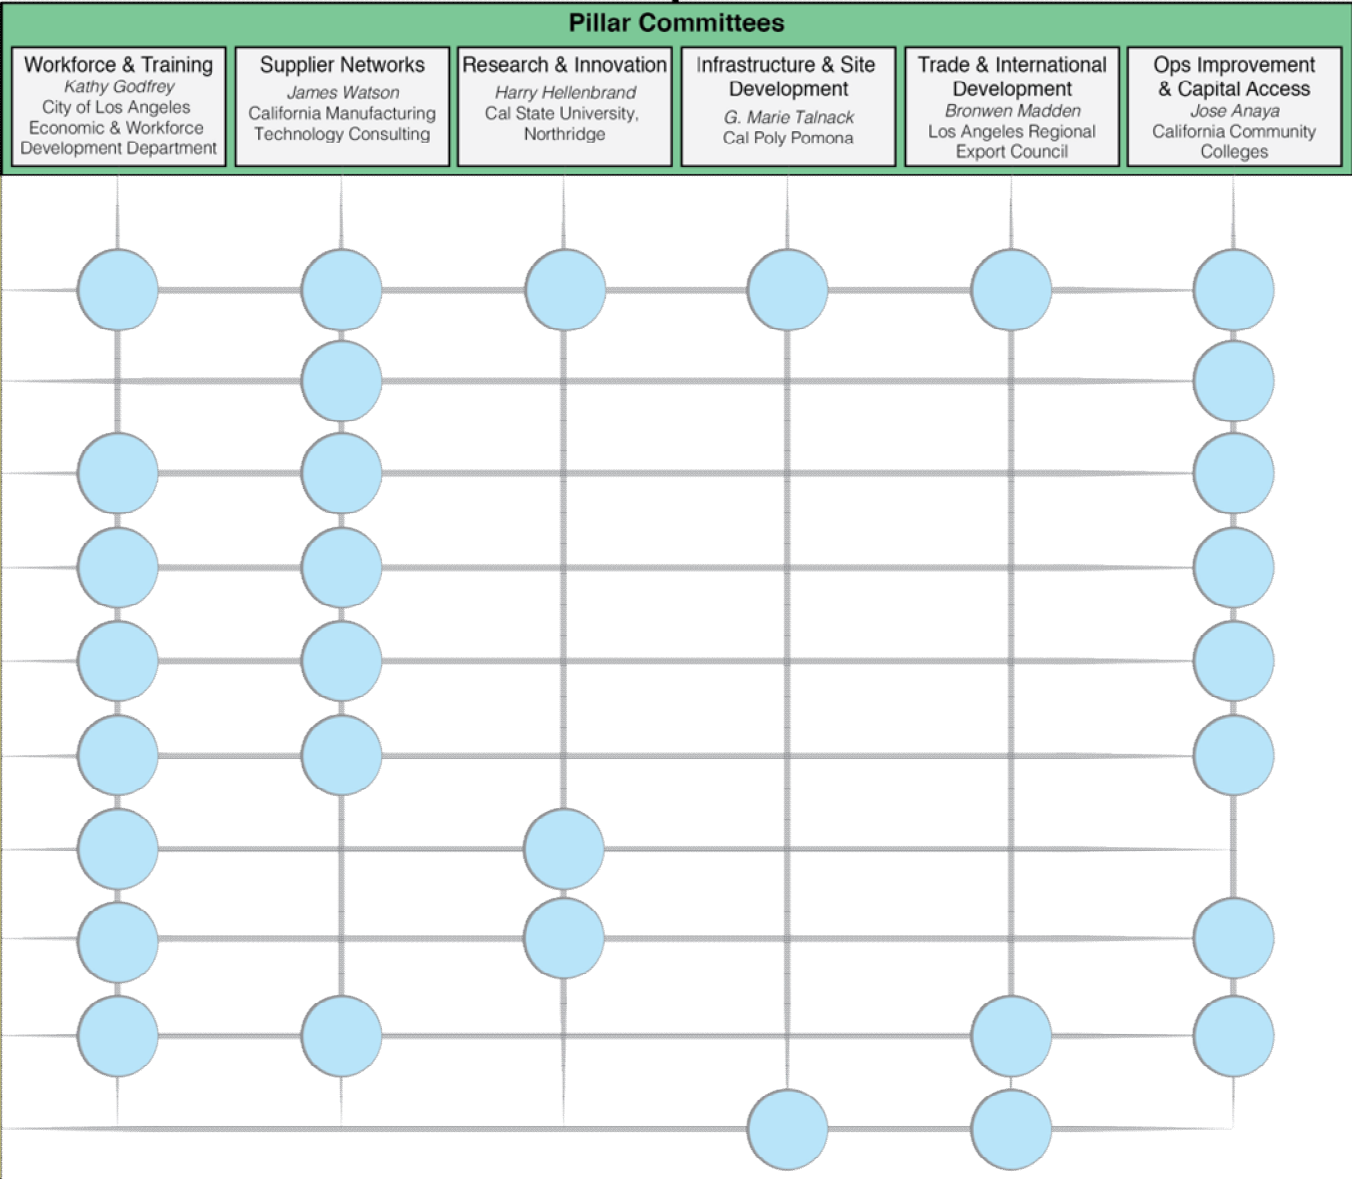 Pillar Committees
Workforce & Training
Kathy Godfrey
City of Los Angeles
Economic & Workforce
Development Department
Supplier Networks
James Watson
California Manufacturing
Technology Consulting
Research & Innovation
Harry Hellenbrand
Cal State University,
Northridge
Infrastructure & Site
Development
G. Marie Talnack
Cal Poly Pomona
Trade & International
Development
Bronwen Madden
Los Angeles Regional
Export Council
Ops Improvement
& Capital Access
Jose Anaya
California Community
Colleges